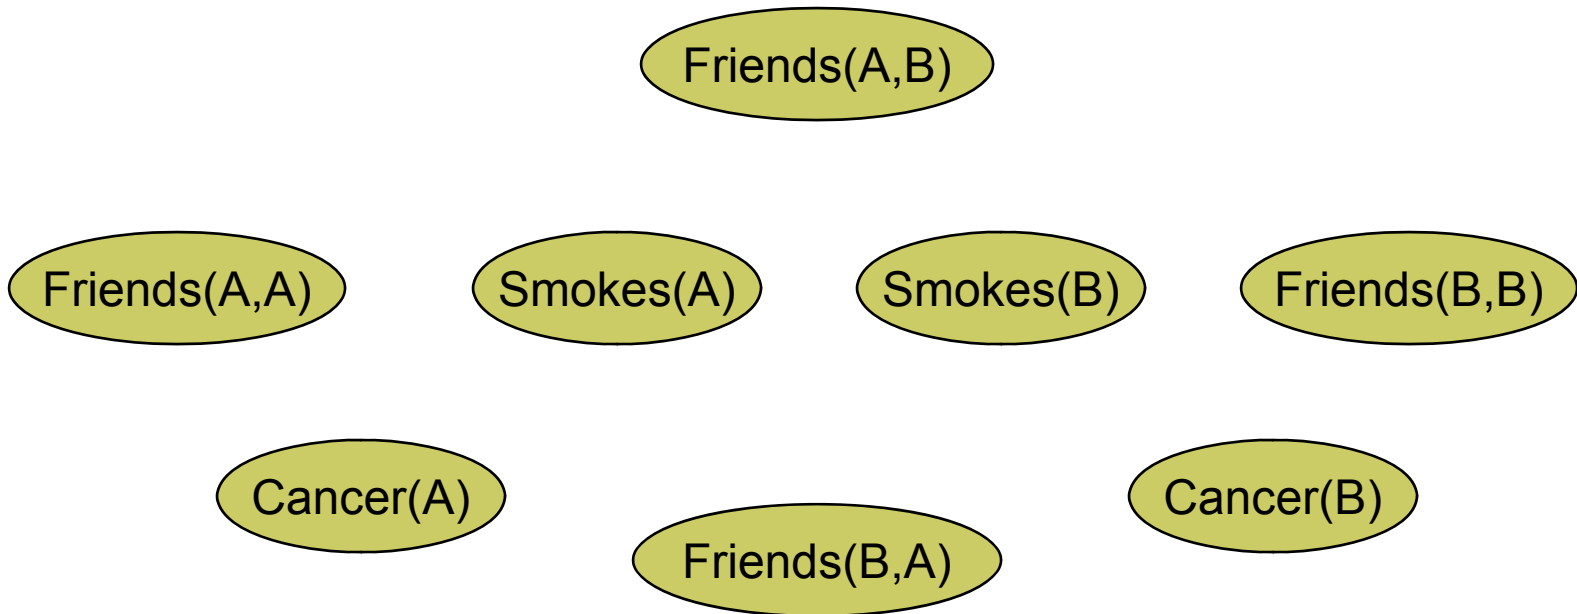 Friends(A,B)
Friends(A,A)
Smokes(A)
Smokes(B)
Friends(B,B)
Cancer(A)
Cancer(B)
Friends(B,A)